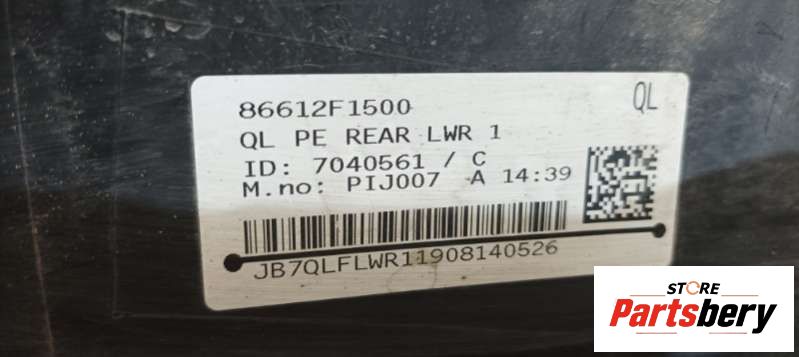 86612F1500 QL
QL PE REAR LWR 1
ID: 7040561 / C
M.no: PIJ007 A 14:39
JB7QLFLWR11908140526
STORE
Partsbery